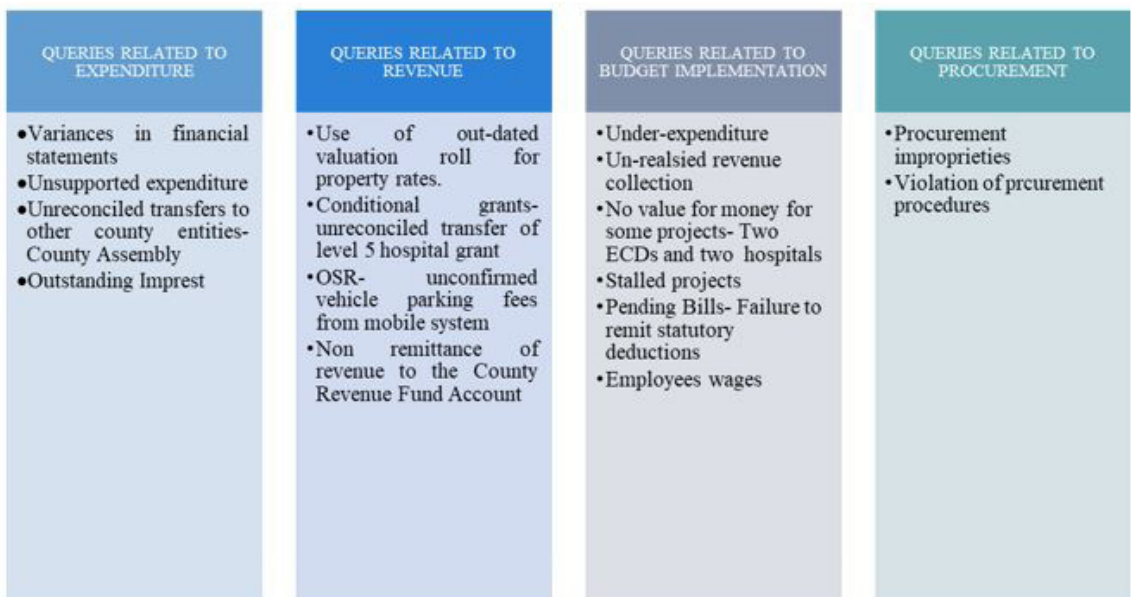 QUERIES RELATED TO
EXPENDITURE
•Variances in financial
statements
•Unsupported expenditure
•Unreconciled transfers to
other county entities-
County Assembly
•Outstanding Imprest
QUERIES RELATED TO
REVENUE
•Use of out-dated
valuation roll for
property rates.
•Conditional grants-
unreconciled transfer of
level 5 hospital grant
•OSR- unconfirmed
vehicle parking fees
from mobile system
•Non remittance of
revenue to the County
Revenue Fund Account
QUERIES RELATED TO
BUDGET IMPLEMENTATION
•Under-expenditure
•Un-realsied revenue
collection
•No value for money for
some projects- Two
ECDs and two hospitals
•Stalled projects
•Pending Bills- Failure to
remit statutory
deductions
•Employees wages
QUERIES RELATED TO
PROCUREMENT
•Procurement
improprieties
•Violation of prcurement
procedures